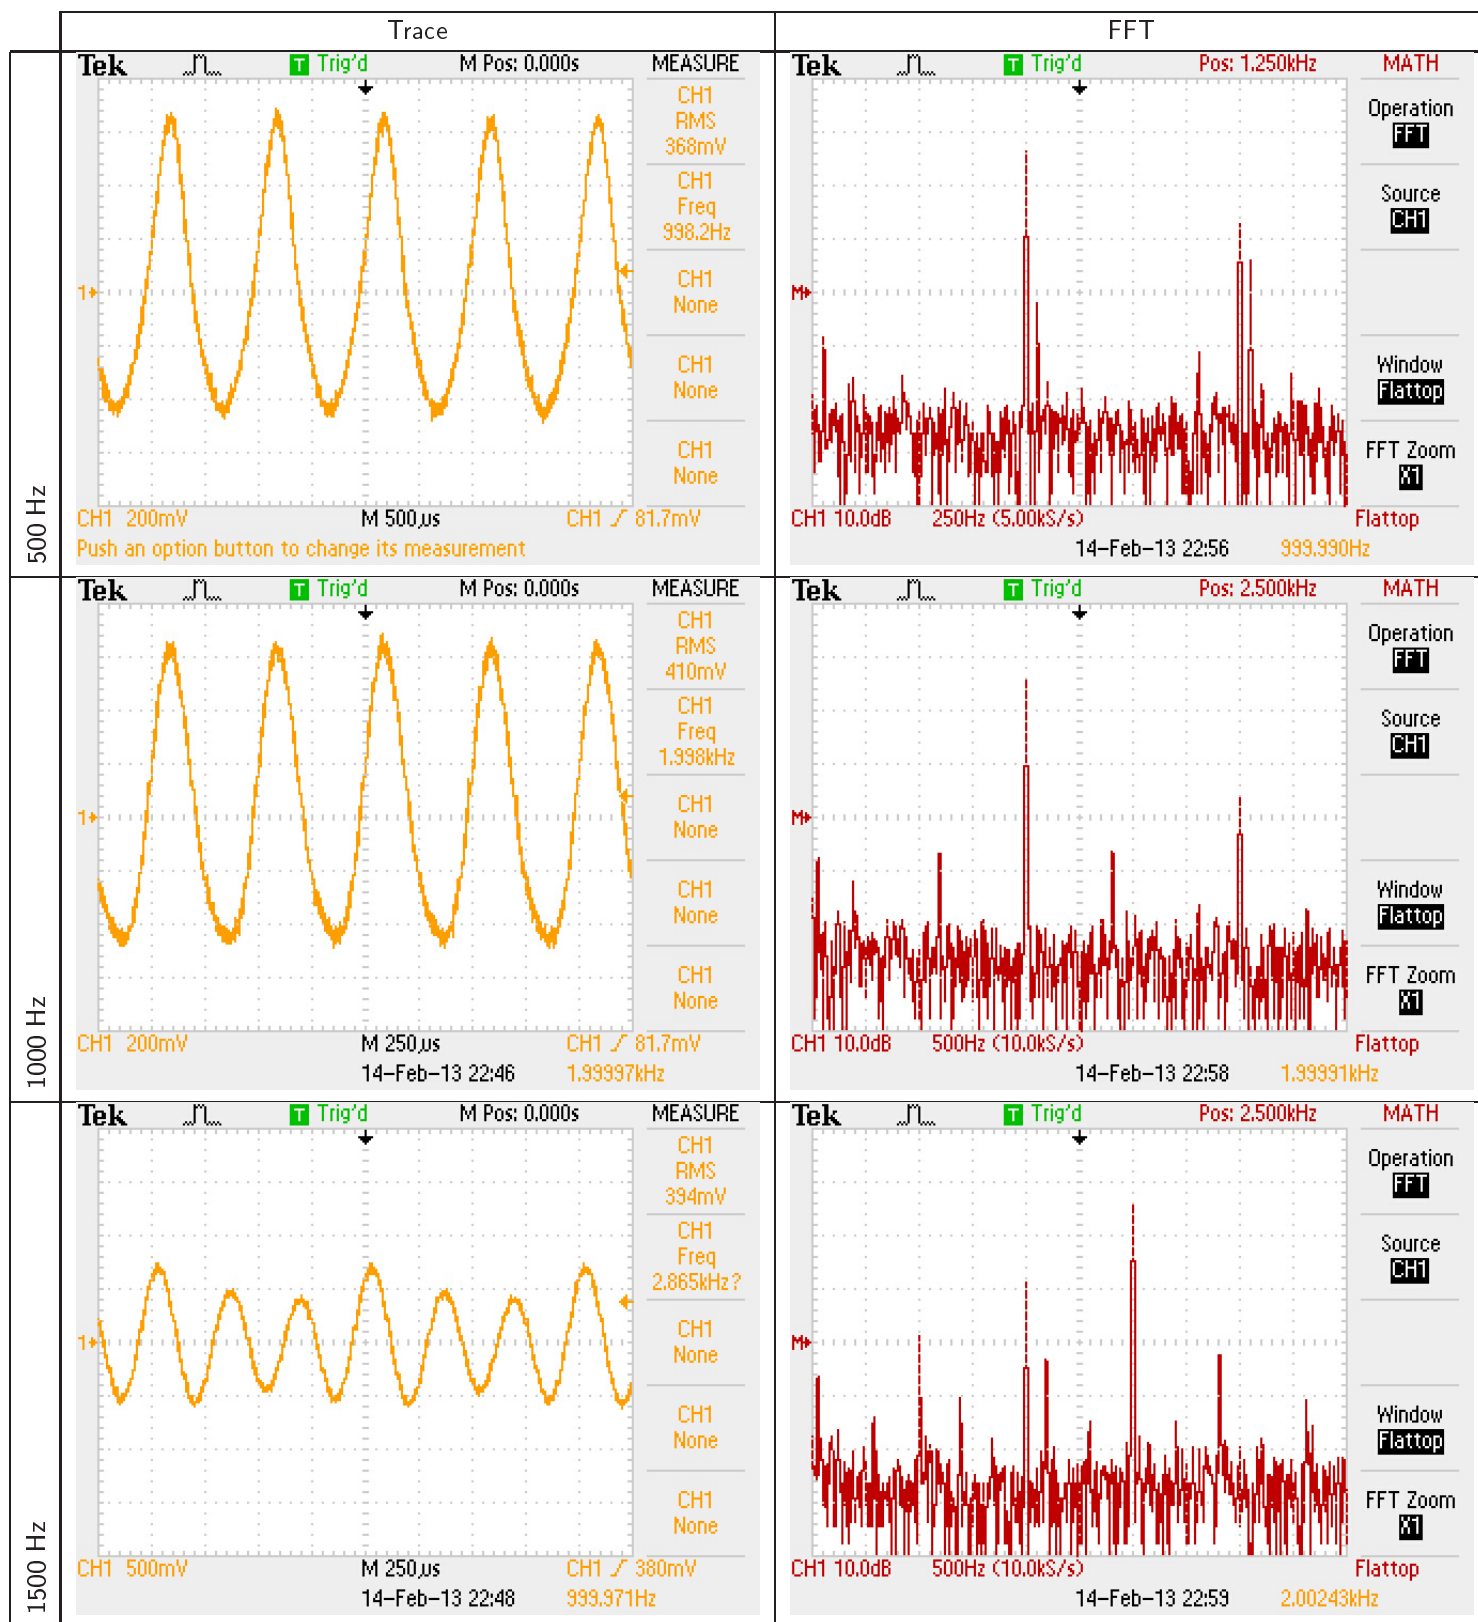 Trace
FFT
500 Hz
Tek
T Trig'd
M Pos: 0.000s
MEASURE
CH1
RMS
368mV
CH1
Freq
998.2Hz
1
CH1
None
CH1
None
CH1
None
CH1 200mV
M 500µs
CH1 81.7mV
Push an option button to change its measurement
Tek
T Trig'd
Pos: 1.250kHz
MATH
Operation
FFT
Source
CH1
M
Window
Flattop
FFT Zoom
X1
CH1 10.0dB
250Hz (5.00kS/s)
Flattop
14-Feb-13 22:56
999.990Hz
1000 Hz
Tek
T Trig'd
M Pos: 0.000s
MEASURE
CH1
RMS
410mV
CH1
Freq
1.998kHz
1
CH1
None
CH1
None
CH1
None
CH1 200mV
M 250µs
CH1 81.7mV
14-Feb-13 22:46
1.99997kHz
Tek
T Trig'd
Pos: 2.500kHz
MATH
Operation
FFT
Source
CH1
M
Window
Flattop
FFT Zoom
X1
CH1 10.0dB
500Hz (10.0kS/s)
Flattop
14-Feb-13 22:58
1.99991kHz
1500 Hz
Tek
T Trig'd
M Pos: 0.000s
MEASURE
CH1
RMS
394mV
CH1
Freq
2.865kHz?
1
CH1
None
CH1
None
CH1
None
CH1 500mV
M 250µs
CH1 380mV
14-Feb-13 22:48
999.971Hz
Tek
T Trig'd
Pos: 2.500kHz
MATH
Operation
FFT
Source
CH1
M
Window
Flattop
FFT Zoom
X1
CH1 10.0dB
500Hz (10.0kS/s)
Flattop
14-Feb-13 22:59
2.00243kHz